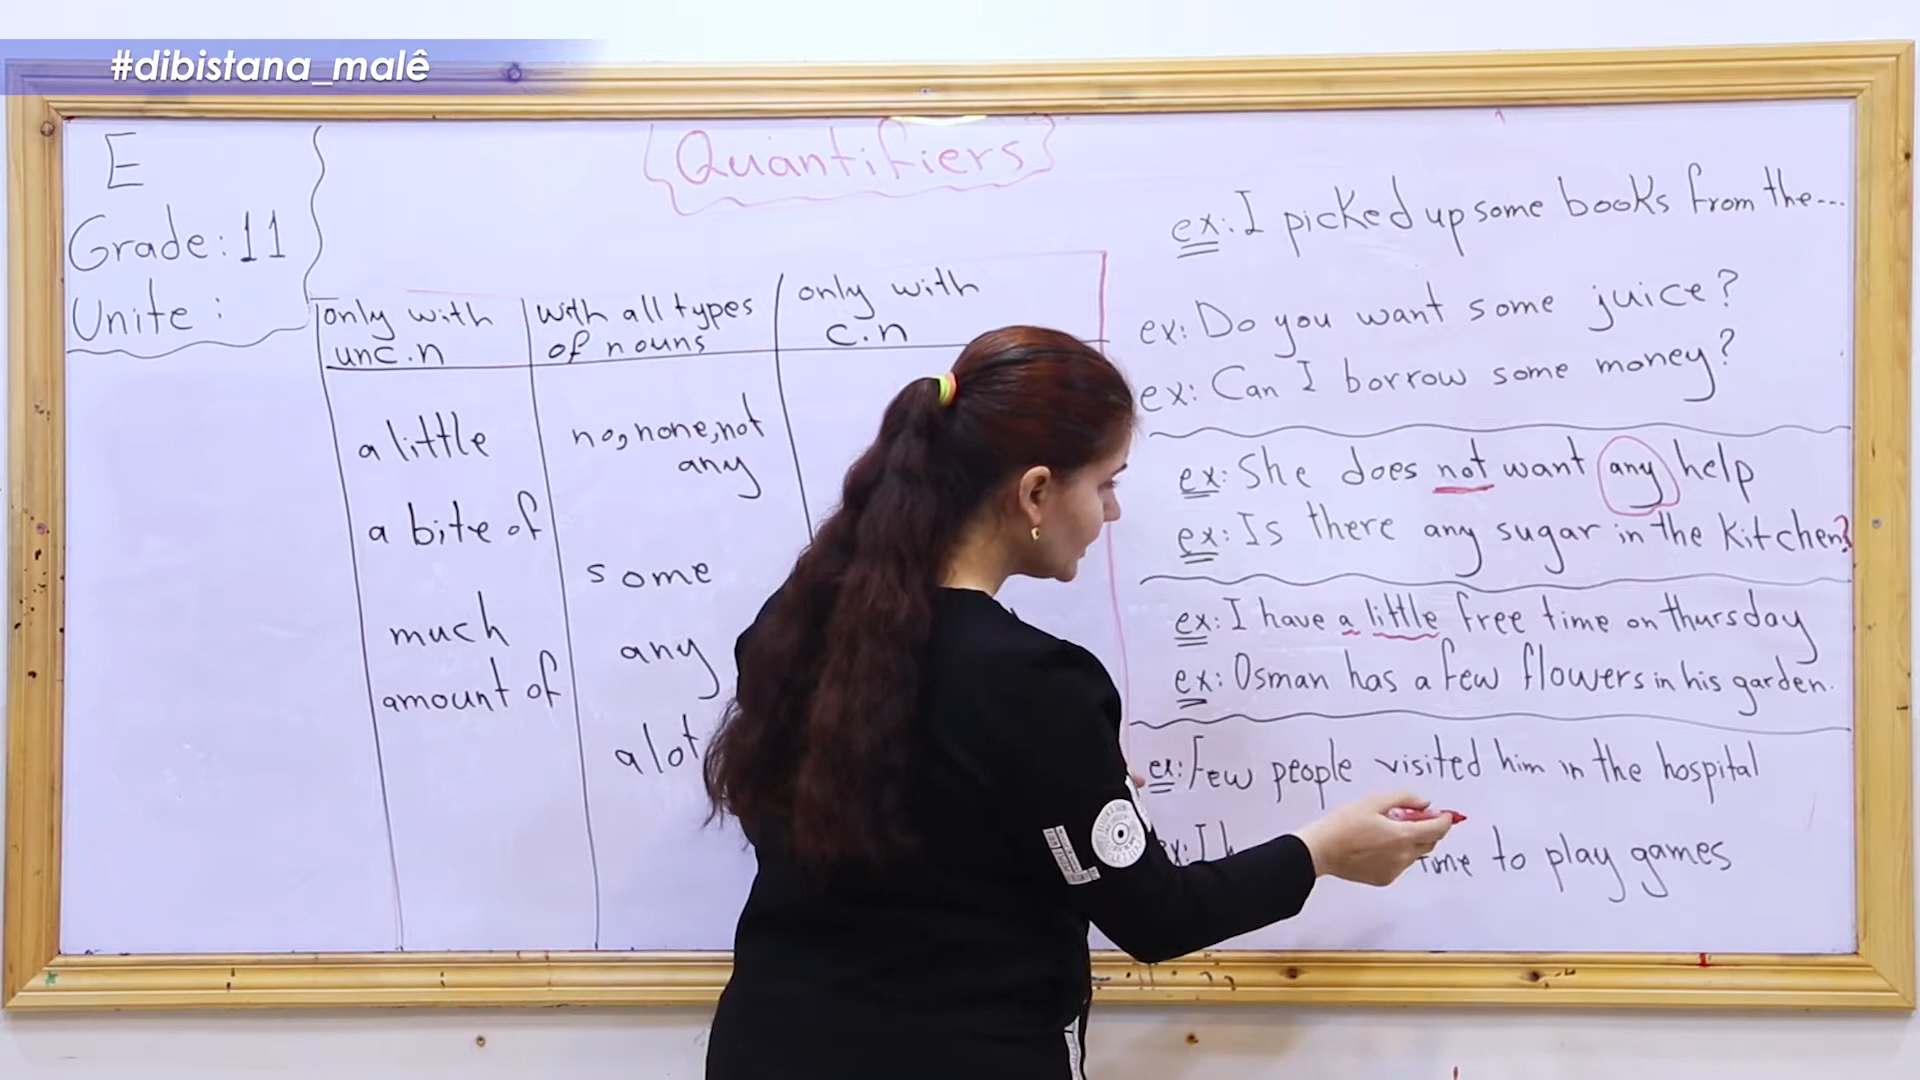 #dibistana_malê
E
Grade: 11
Unite :
Quantifiers
only with
unc.n
with all types
of nouns
only with
c.n
a little
no, none, not
any
a bite of
some
much
any
amount of
a lot
ex: I picked up some books from the...
ex: Do you want some juice?
ex: Can I borrow some money?
ex: She does not want any help
ex: Is there any sugar in the kitchen?
ex: I have a little free time on thursday
ex: Osman has a few flowers in his garden.
ex: Few people visited him in the hospital
ex: I time to play games